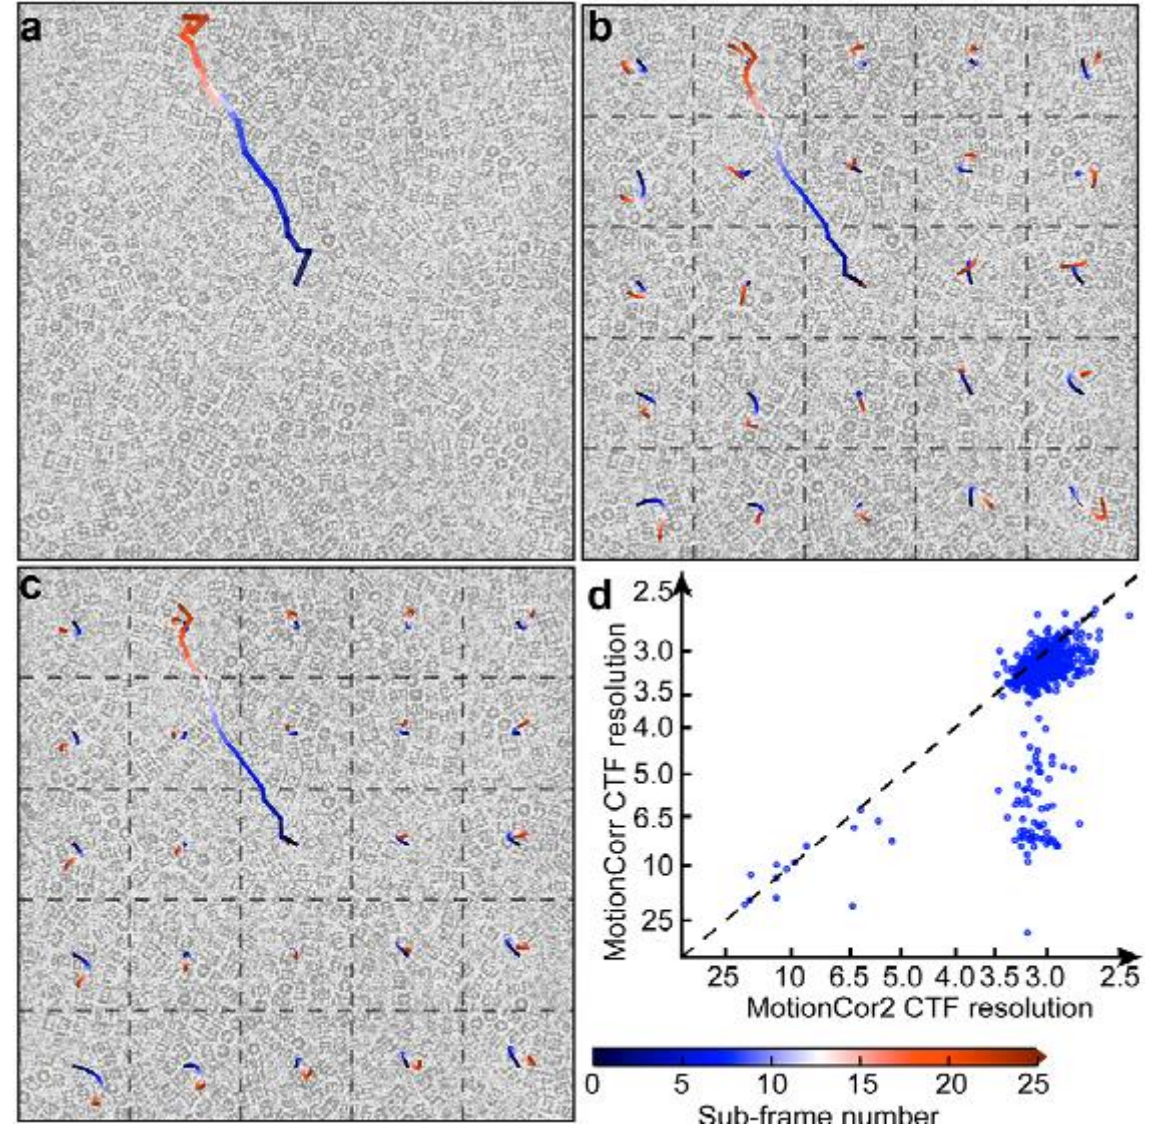 a
b
c
d
2.5
3.0
3.5
4.0
5.0
6.5
10
25
MotionCorr CTF resolution
25 10 6.5 5.0 4.0 3.5 3.0 2.5
MotionCor2 CTF resolution
0 5 10 15 20 25
Sub-frame number